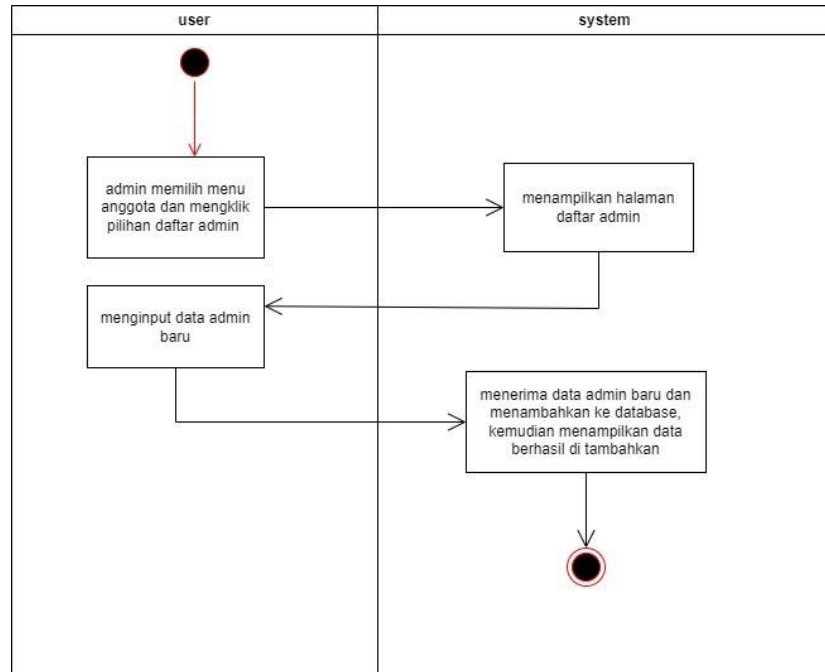 user
system
admin memilih menu
anggota dan mengklik
pilihan daftar admin
menampilkan halaman
daftar admin
menginput data admin
baru
menerima data admin baru dan
menambahkan ke database,
kemudian menampilkan data
berhasil di tambahkan